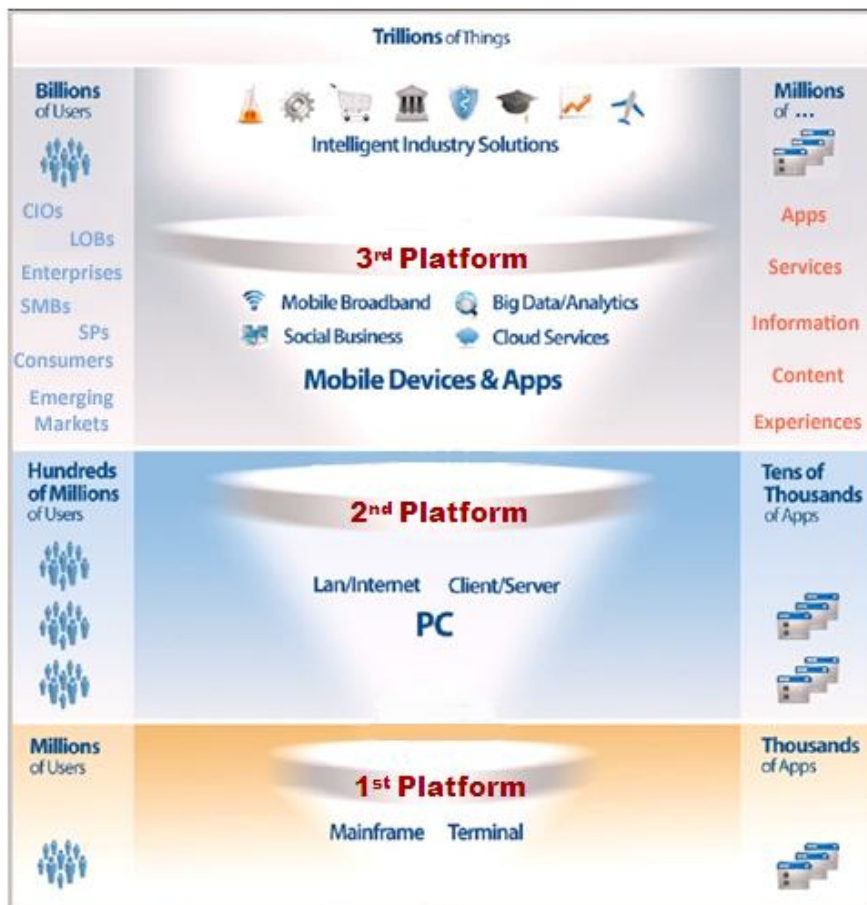 Trillions of Things
Billions
of Users
CIOs
LOBs
Enterprises
SMBs
SPs
Consumers
Emerging
Markets
Intelligent Industry Solutions
3rd Platform
Mobile Broadband
Big Data/Analytics
Social Business
Cloud Services
Mobile Devices & Apps
Millions
of ...
Apps
Services
Information
Content
Experiences
Hundreds
of Millions
of Users
2nd Platform
Lan/Internet Client/Server
PC
Tens of
Thousands
of Apps
Millions
of Users
1st Platform
Mainframe Terminal
Thousands
of Apps